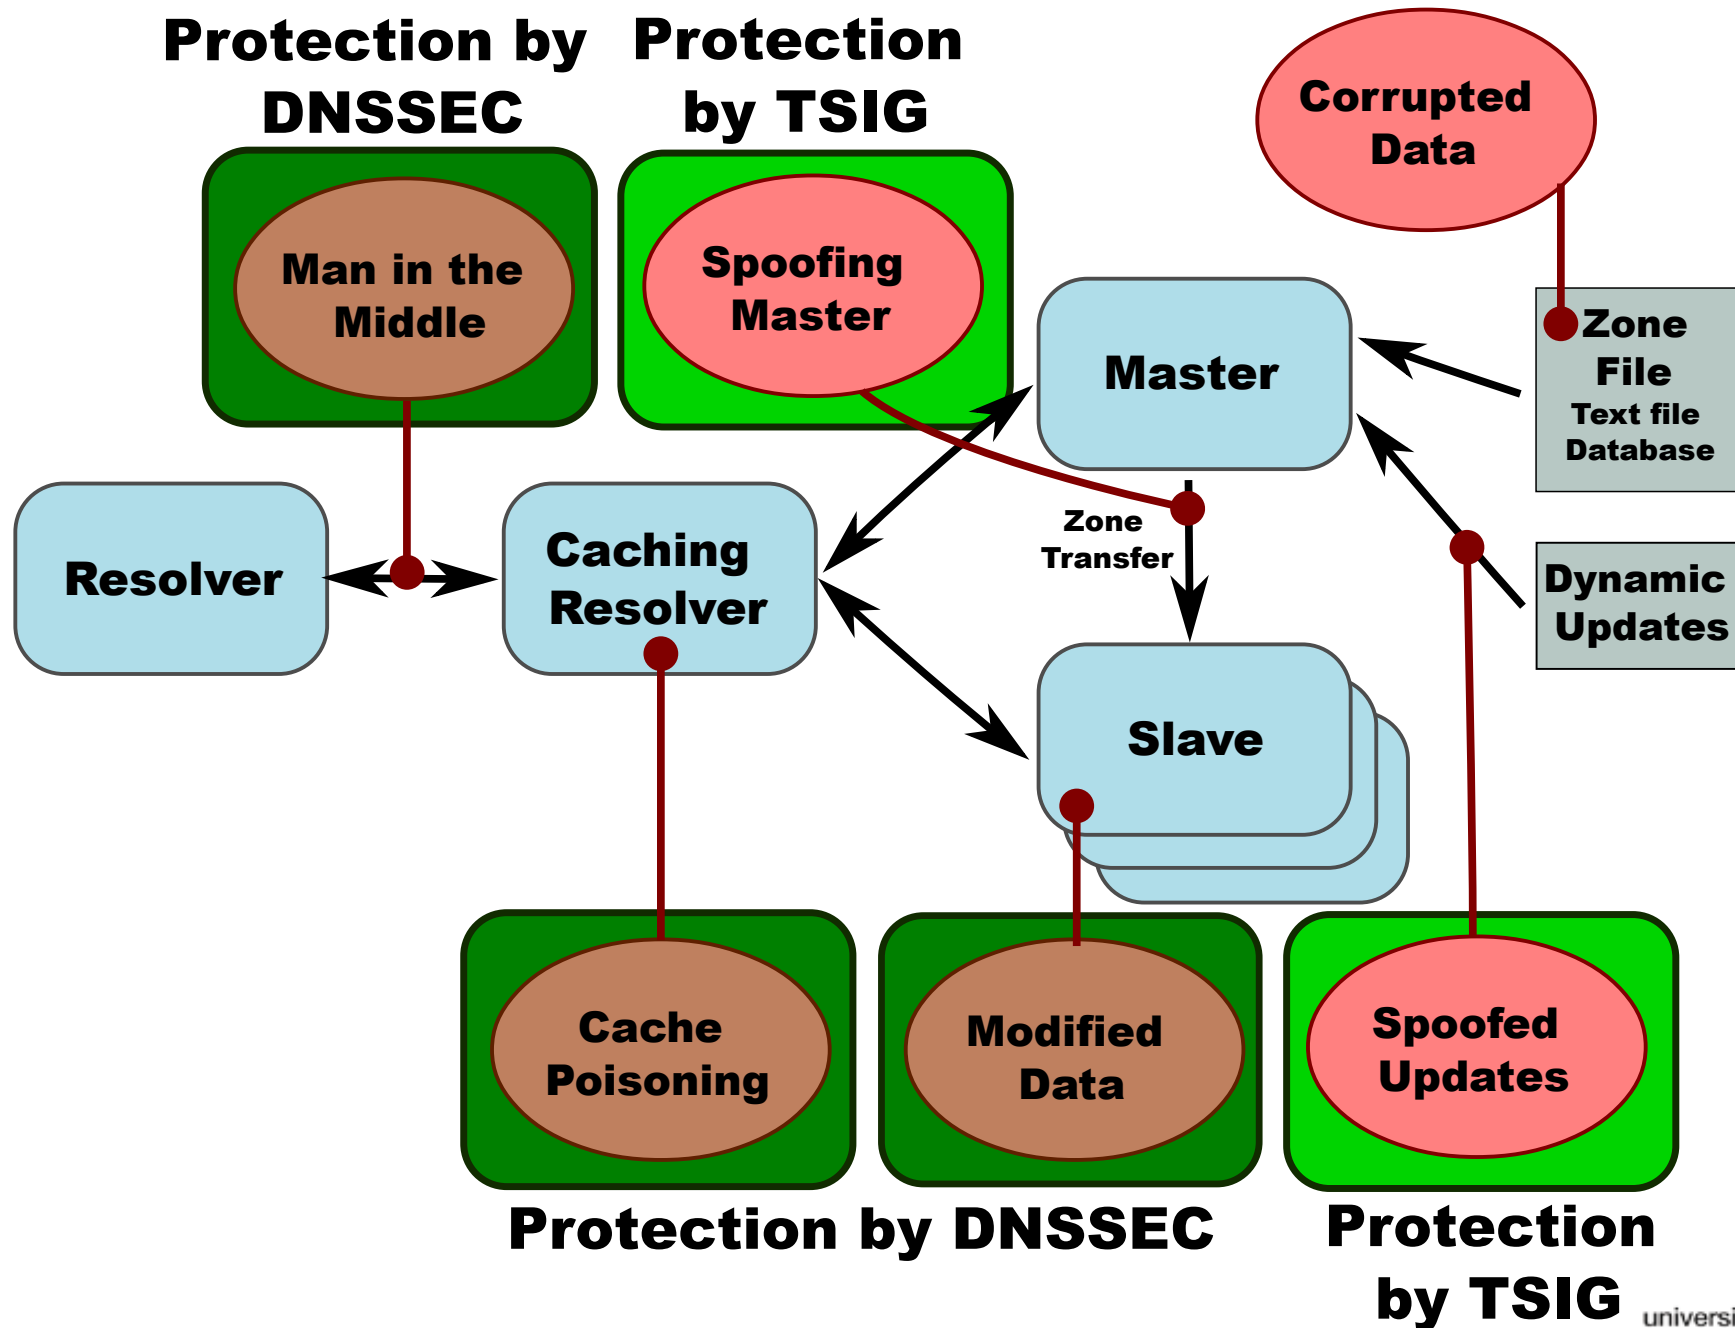 Protection by
DNSSEC
Protection
by TSIG
Corrupted
Data
Man in the
Middle
Spoofing
Master
Master
Zone
File
Text file
Database
Resolver
Caching
Resolver
Zone
Transfer
Dynamic
Updates
Slave
Cache
Poisoning
Modified
Data
Spoofed
Updates
Protection by DNSSEC
Protection
by TSIG